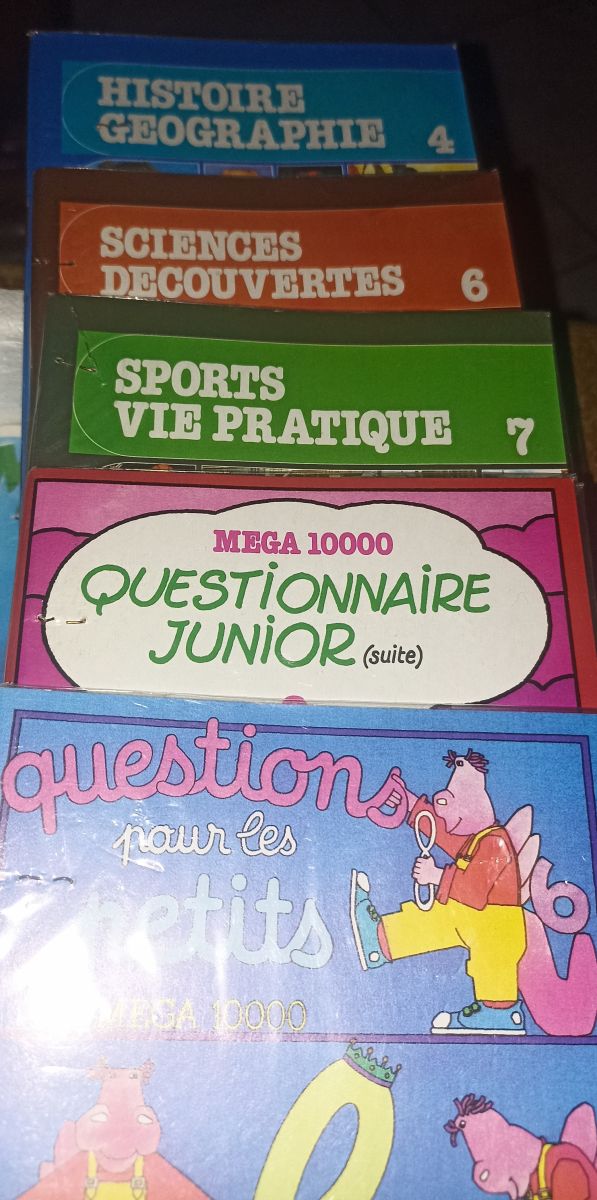 HISTOIRE
GEOGRAPHIE 4
SCIENCES
DECOUVERTES 6
SPORTS
VIE PRATIQUE 7
MEGA 10000
QUESTiONNAiRE
JUNiOR (suite)
questions
pour les
petits
6
MEGA 10000